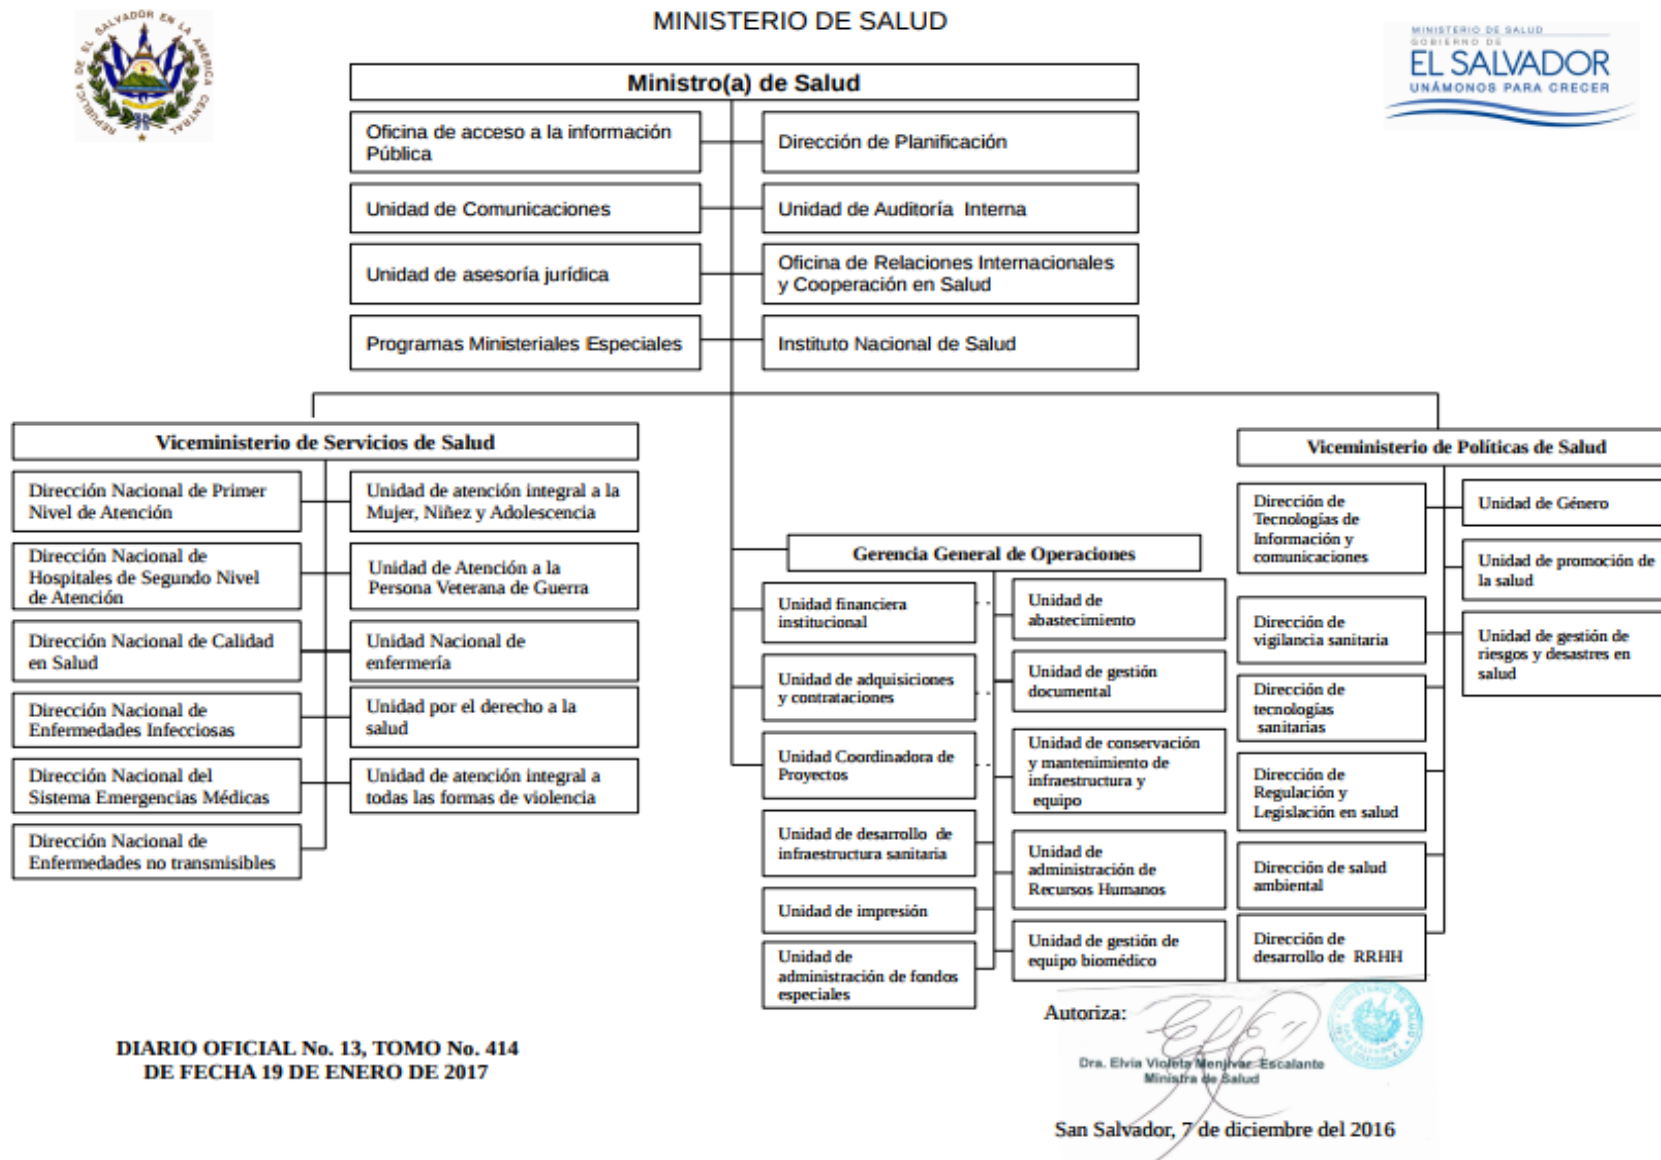 MINISTERIO DE SALUD
REPUBLICA DE EL SALVADOR EN LA AMERICA CENTRAL
MINISTERIO DE SALUD
GOBIERNO DE
EL SALVADOR
UNÁMONOS PARA CRECER
Ministro(a) de Salud
Oficina de acceso a la información
Pública
Dirección de Planificación
Unidad de Comunicaciones
Unidad de Auditoría Interna
Unidad de asesoría jurídica
Oficina de Relaciones Internacionales
y Cooperación en Salud
Programas Ministeriales Especiales
Instituto Nacional de Salud
Viceministerio de Servicios de Salud
Dirección Nacional de Primer
Nivel de Atención
Unidad de atención integral a la
Mujer, Niñez y Adolescencia
Dirección Nacional de
Hospitales de Segundo Nivel
de Atención
Unidad de Atención a la
Persona Veterana de Guerra
Dirección Nacional de Calidad
en Salud
Unidad Nacional de
enfermería
Dirección Nacional de
Enfermedades Infecciosas
Unidad por el derecho a la
salud
Dirección Nacional del
Sistema Emergencias Médicas
Unidad de atención integral a
todas las formas de violencia
Dirección Nacional de
Enfermedades no transmisibles
Gerencia General de Operaciones
Unidad financiera
institucional
Unidad de
abastecimiento
Unidad de adquisiciones
y contrataciones
Unidad de gestión
documental
Unidad Coordinadora de
Proyectos
Unidad de conservación
y mantenimiento de
infraestructura y
equipo
Unidad de desarrollo de
infraestructura sanitaria
Unidad de
administración de
Recursos Humanos
Unidad de impresión
Unidad de gestión de
equipo biomédico
Unidad de
administración de fondos
especiales
Viceministerio de Políticas de Salud
Dirección de
Tecnologías de
Información y
comunicaciones
Unidad de Género
Unidad de promoción de
la salud
Dirección de
vigilancia sanitaria
Unidad de gestión de
riesgos y desastres en
salud
Dirección de
tecnologías
sanitarias
Dirección de
Regulación y
Legislación en salud
Dirección de salud
ambiental
Dirección de
desarrollo de RRHH
Autoriza:
Dra. Elvia Violeta Menjívar Escalante
Ministra de Salud
San Salvador, 7 de diciembre del 2016
DIARIO OFICIAL No. 13, TOMO No. 414
DE FECHA 19 DE ENERO DE 2017